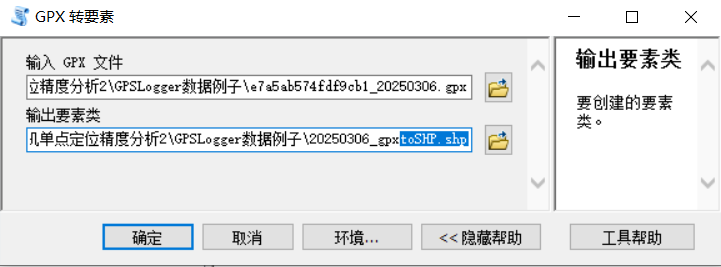 GPX 转要素
输入 GPX 文件
位精度分析2\GPSLogger数据例子\e7a5ab574fdf9cb1_20250306.gpx
输出要素类
几单点定位精度分析2\GPSLogger数据例子\20250306_gpxtoSHP.shp
确定
取消
环境...
<< 隐藏帮助
输出要素类
要创建的要素
类。
工具帮助